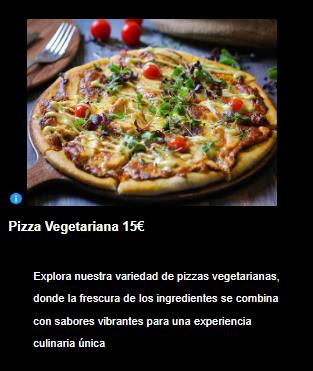 Pizza Vegetariana 15€
Explora nuestra variedad de pizzas vegetarianas,
donde la frescura de los ingredientes se combina
con sabores vibrantes para una experiencia
culinaria única